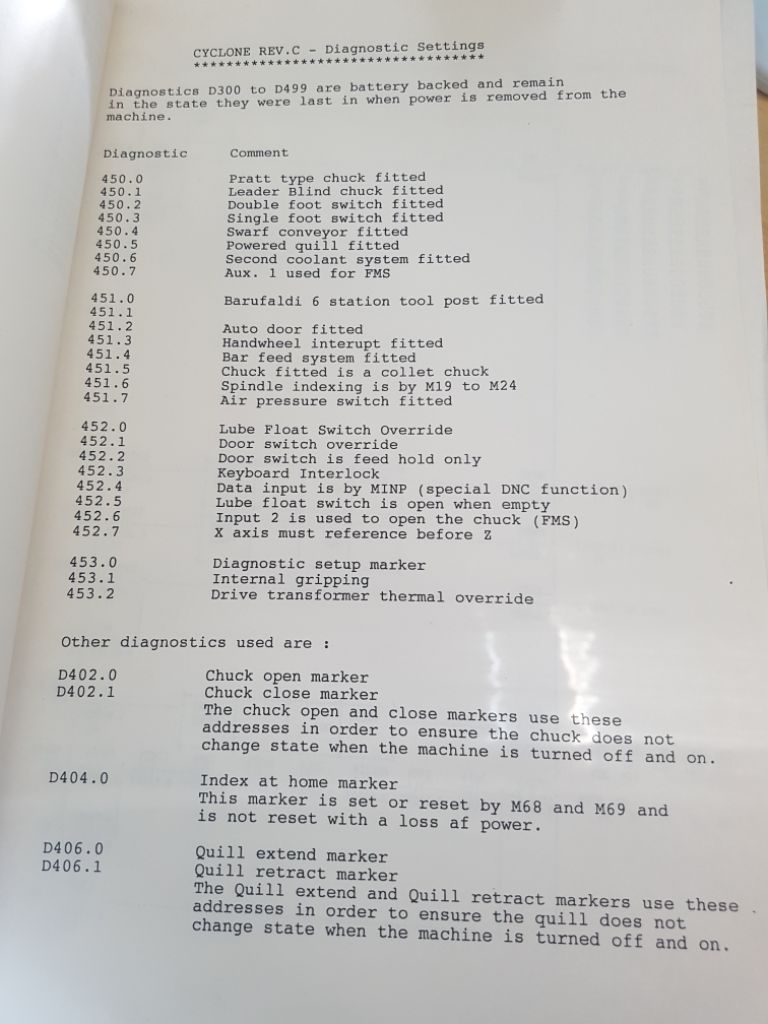 CYCLONE REV.C - Diagnostic Settings
***********************************
Diagnostics D300 to D499 are battery backed and remain
in the state they were last in when power is removed from the
machine.
Diagnostic Comment
450.0 Pratt type chuck fitted
450.1 Leader Blind chuck fitted
450.2 Double foot switch fitted
450.3 Single foot switch fitted
450.4 Swarf conveyor fitted
450.5 Powered quill fitted
450.6 Second coolant system fitted
450.7 Aux. 1 used for FMS
451.0 Barufaldi 6 station tool post fitted
451.1
451.2 Auto door fitted
451.3 Handwheel interupt fitted
451.4 Bar feed system fitted
451.5 Chuck fitted is a collet chuck
451.6 Spindle indexing is by M19 to M24
451.7 Air pressure switch fitted
452.0 Lube Float Switch Override
452.1 Door switch override
452.2 Door switch is feed hold only
452.3 Keyboard Interlock
452.4 Data input is by MINP (special DNC function)
452.5 Lube float switch is open when empty
452.6 Input 2 is used to open the chuck (FMS)
452.7 X axis must reference before Z
453.0 Diagnostic setup marker
453.1 Internal gripping
453.2 Drive transformer thermal override
Other diagnostics used are :
D402.0 Chuck open marker
D402.1 Chuck close marker
The chuck open and close markers use these
addresses in order to ensure the chuck does not
change state when the machine is turned off and on.
D404.0 Index at home marker
This marker is set or reset by M68 and M69 and
is not reset with a loss af power.
D406.0 Quill extend marker
D406.1 Quill retract marker
The Quill extend and Quill retract markers use these
addresses in order to ensure the quill does not
change state when the machine is turned off and on.